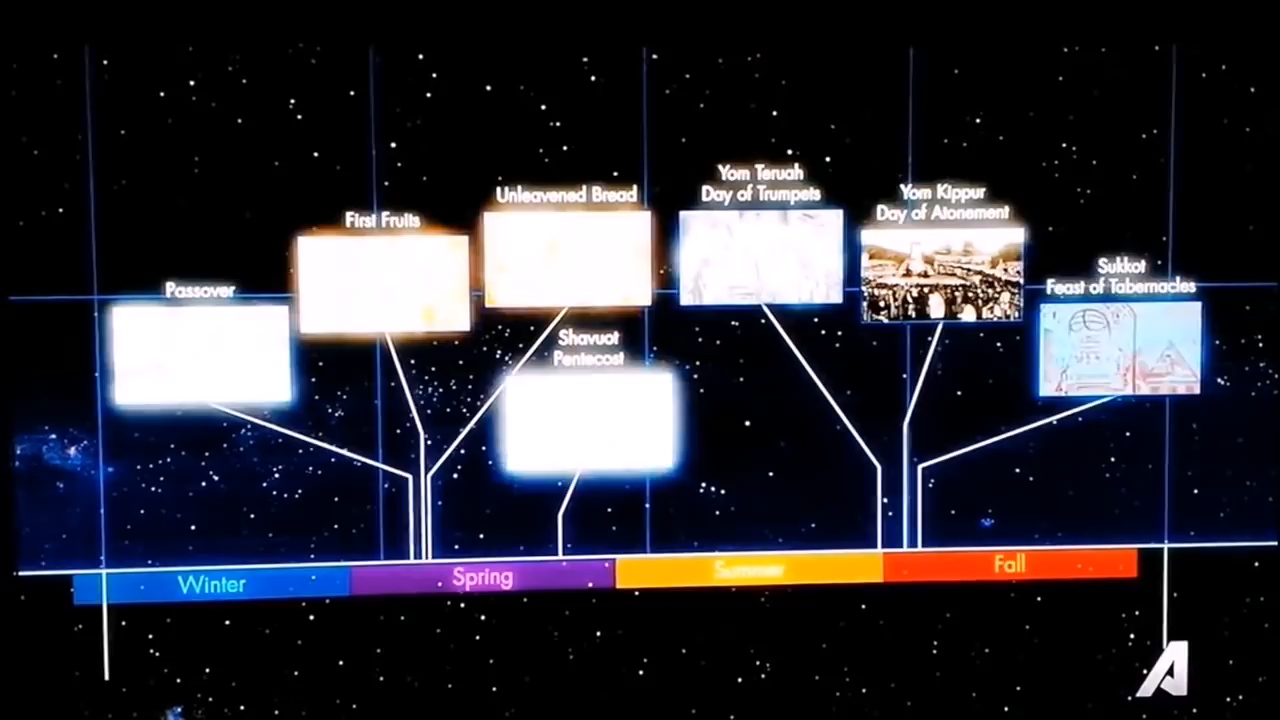 Yom Teruah
Day of Trumpets
Unleavened Bread
Yom Kippur
Day of Atonement
First Fruits
Sukkot
Feast of Tabernacles
Passover
Shavuot
Pentecost
Winter
Spring
Summer
Fall